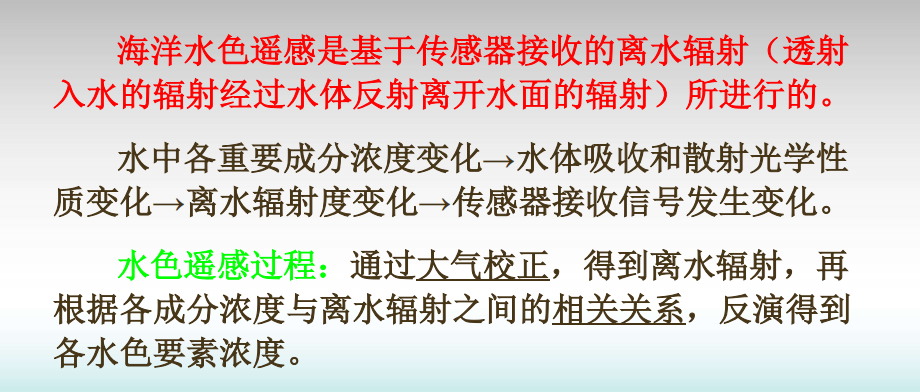 海洋水色遥感是基于传感器接收的离水辐射（透射
入水的辐射经过水体反射离开水面的辐射）所进行的。
水中各重要成分浓度变化→水体吸收和散射光学性
质变化→离水辐射度变化→传感器接收信号发生变化。
水色遥感过程：通过大气校正，得到离水辐射，再
根据各成分浓度与离水辐射之间的相关关系，反演得到
各水色要素浓度。